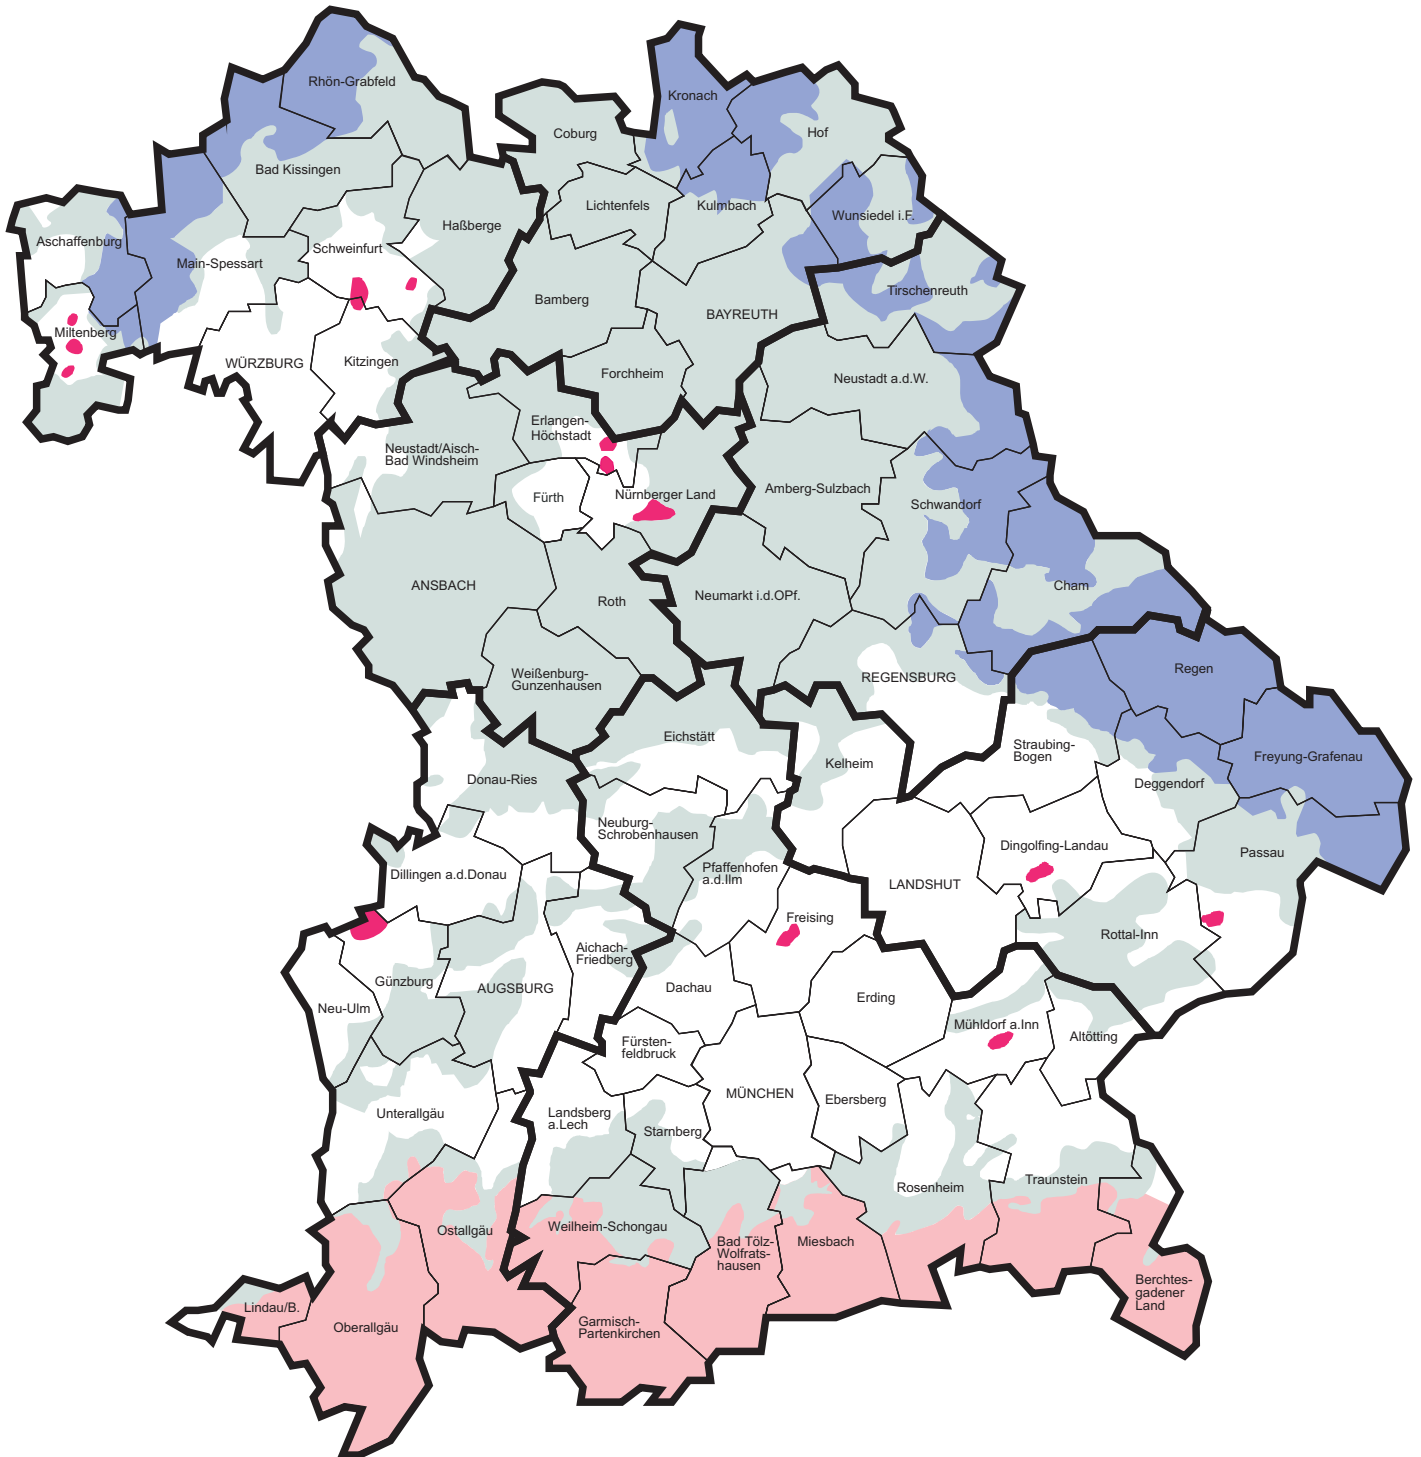 Rhön-Grabfeld
Kronach
Hof
Coburg
Bad Kissingen
Lichtenfels
Kulmbach
Wunsiedel i.F.
Haßberge
Aschaffenburg
Schweinfurt
Main-Spessart
Tirschenreuth
Bamberg
BAYREUTH
Miltenberg
WÜRZBURG
Kitzingen
Forchheim
Neustadt a.d.W.
Erlangen-
Höchstadt
Neustadt/Aisch-
Bad Windsheim
Fürth
Nürnberger Land
Amberg-Sulzbach
Schwandorf
ANSBACH
Roth
Neumarkt i.d.OPf.
Cham
Weißenburg-
Gunzenhausen
REGENSBURG
Regen
Eichstätt
Straubing-
Bogen
Freyung-Grafenau
Kelheim
Donau-Ries
Deggendorf
Neuburg-
Schrobenhausen
Dingolfing-Landau
Passau
Pfaffenhofen
a.d.Ilm
Dillingen a.d.Donau
LANDSHUT
Freising
Rottal-Inn
Aichach-
Friedberg
Günzburg
AUGSBURG
Dachau
Erding
Neu-Ulm
Mühldorf a.Inn
Altötting
Fürsten-
feldbruck
MÜNCHEN
Ebersberg
Unterallgäu
Landsberg
a.Lech
Starnberg
Traunstein
Rosenheim
Ostallgäu
Weilheim-Schongau
Bad Tölz-
Wolfrats-
hausen
Miesbach
Berchtes-
gadener
Land
Lindau/B.
Oberallgäu
Garmisch-
Partenkirchen